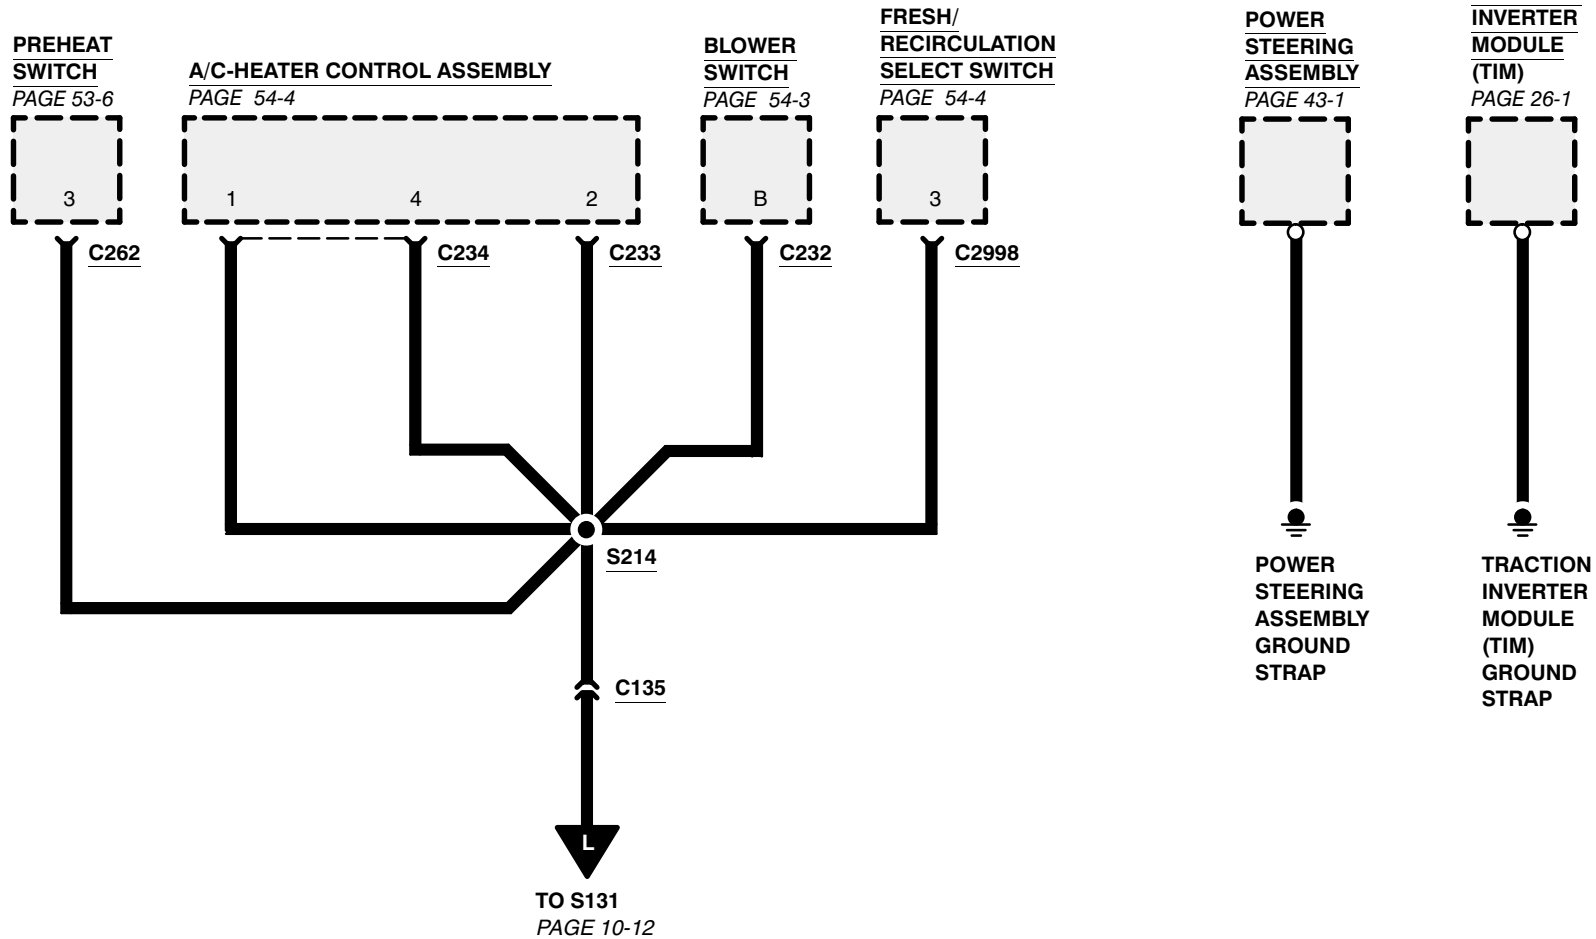 PREHEAT
SWITCH
PAGE 53-6
A/C-HEATER CONTROL ASSEMBLY
PAGE 54-4
BLOWER
SWITCH
PAGE 54-3
FRESH/
RECIRCULATION
SELECT SWITCH
PAGE 54-4
POWER
STEERING
ASSEMBLY
PAGE 43-1
INVERTER
MODULE
(TIM)
PAGE 26-1
3
1
4
2
B
3
C262
C234
C233
C232
C2998
S214
C135
L
TO S131
PAGE 10-12
POWER
STEERING
ASSEMBLY
GROUND
STRAP
TRACTION
INVERTER
MODULE
(TIM)
GROUND
STRAP